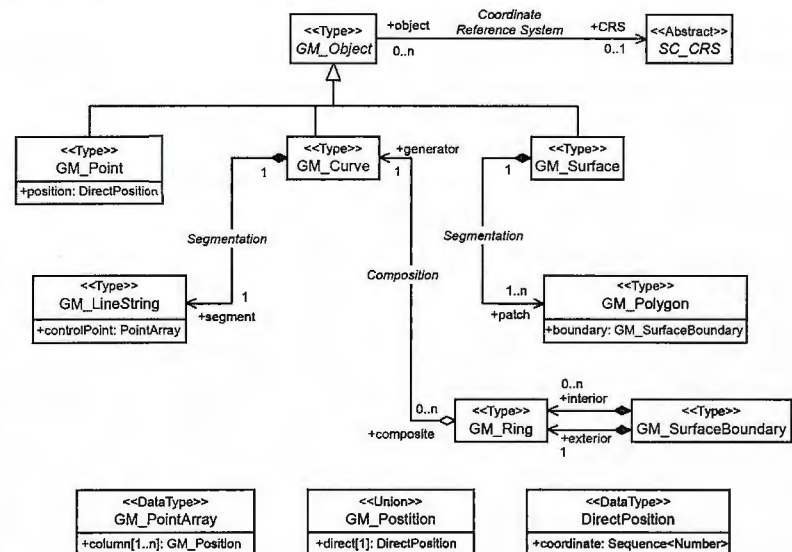 <<Type>>
GM_Object
+object
0..n
Coordinate
Reference System
+CRS
0..1
<<Abstract>>
SC_CRS
<<Type>>
GM_Point
+position: DirectPosition
<<Type>>
GM_Curve
1
+generator
1
<<Type>>
GM_Surface
1
Segmentation
Composition
Segmentation
<<Type>>
GM_LineString
+controlPoint: PointArray
1
+segment
1..n
+patch
<<Type>>
GM_Polygon
+boundary: GM_SurfaceBoundary
0..n
+composite
<<Type>>
GM_Ring
0..n
+interior
+exterior
1
<<Type>>
GM_SurfaceBoundary
<<DataType>>
GM_PointArray
+column[1..n]: GM_Position
<<Union>>
GM_Postition
+direct[1]: DirectPosition
<<DataType>>
DirectPosition
+coordinate: Sequence<Number>